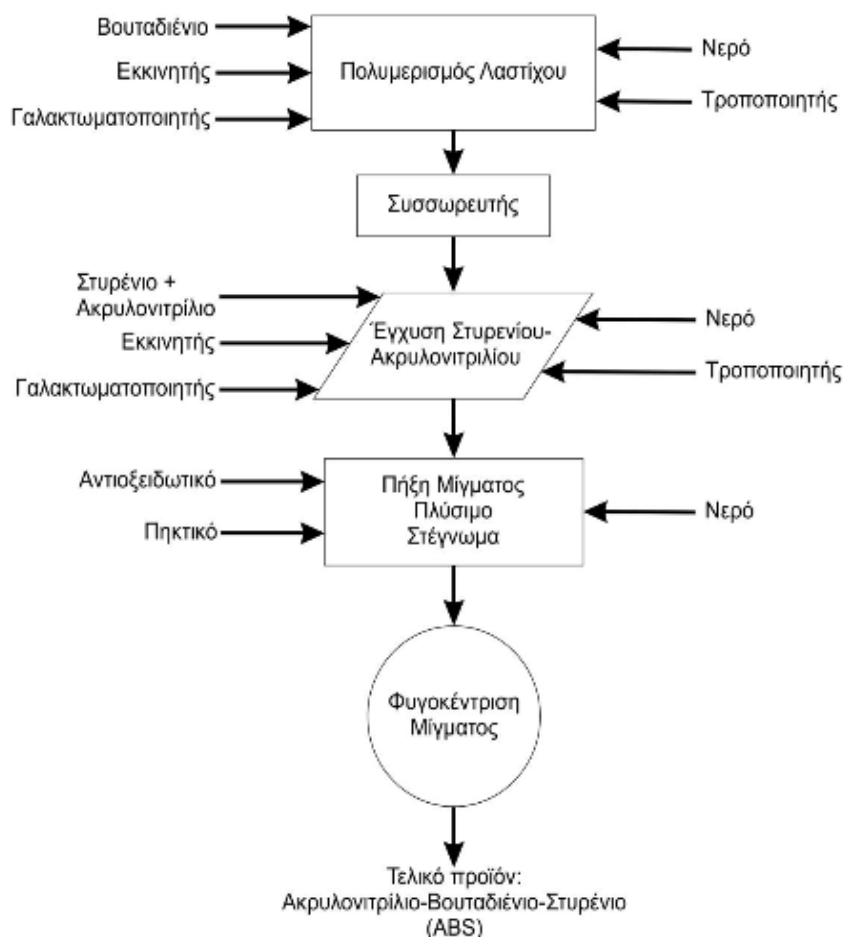 Βουταδιένιο
Εκκινητής
Γαλακτωματοποιητής
Πολυμερισμός Λαστίχου
Νερό
Τροποποιητής
Συσσωρευτής
Στυρένιο +
Ακρυλονιτρίλιο
Εκκινητής
Γαλακτωματοποιητής
Έγχυση Στυρενίου-
Ακρυλονιτριλίου
Νερό
Τροποποιητής
Αντιοξειδωτικό
Πηκτικό
Πήξη Μίγματος
Πλύσιμο
Στέγνωμα
Νερό
Φυγοκέντριση
Μίγματος
Τελικό προϊόν:
Ακρυλονιτρίλιο-Βουταδιένιο-Στυρένιο
(ABS)